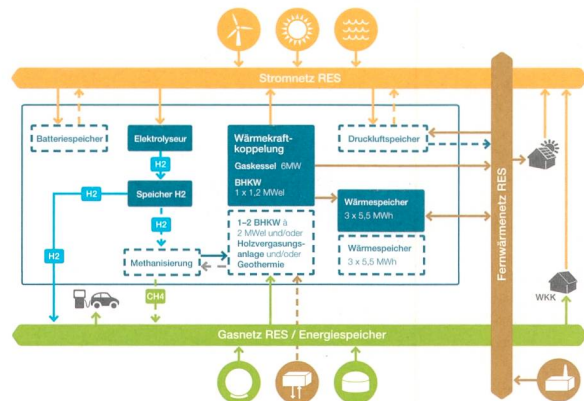 Stromnetz RES
Batteriespeicher
Elektrolyseur
Wärmekraft-
koppelung
Gaskessel 6MW
BHKW
1 x 1,2 MWel
Druckluftspeicher
H2
H2
Speicher H2
H2
Wärmespeicher
3 x 5,5 MWh
1–2 BHKW à
2 MWel und/oder
Holzvergasungs-
anlage und/oder
Geothermie
Wärmespeicher
3 x 5,5 MWh
H2
Methanisierung
CH4
WKK
Fernwärmenetz RES
Gasnetz RES / Energiespeicher